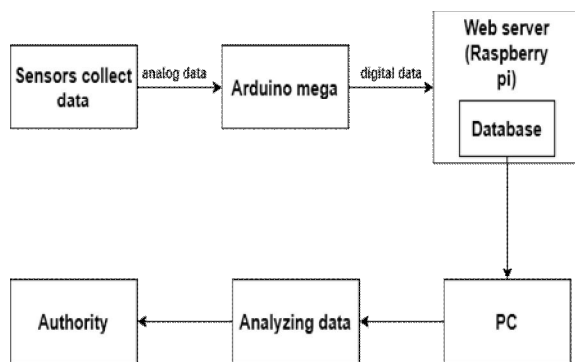 Sensors collect
data
analog data
Arduino mega
digital data
Web server
(Raspberry
pi)
Database
Authority
Analyzing data
PC